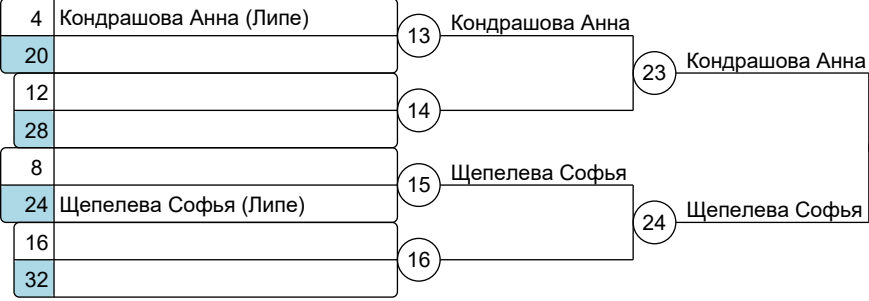 4 Кондрашова Анна (Липе)
20
13
Кондрашова Анна
12
28
14
23
Кондрашова Анна
8
24 Щепелева Софья (Липе)
15
Щепелева Софья
16
32
16
24
Щепелева Софья